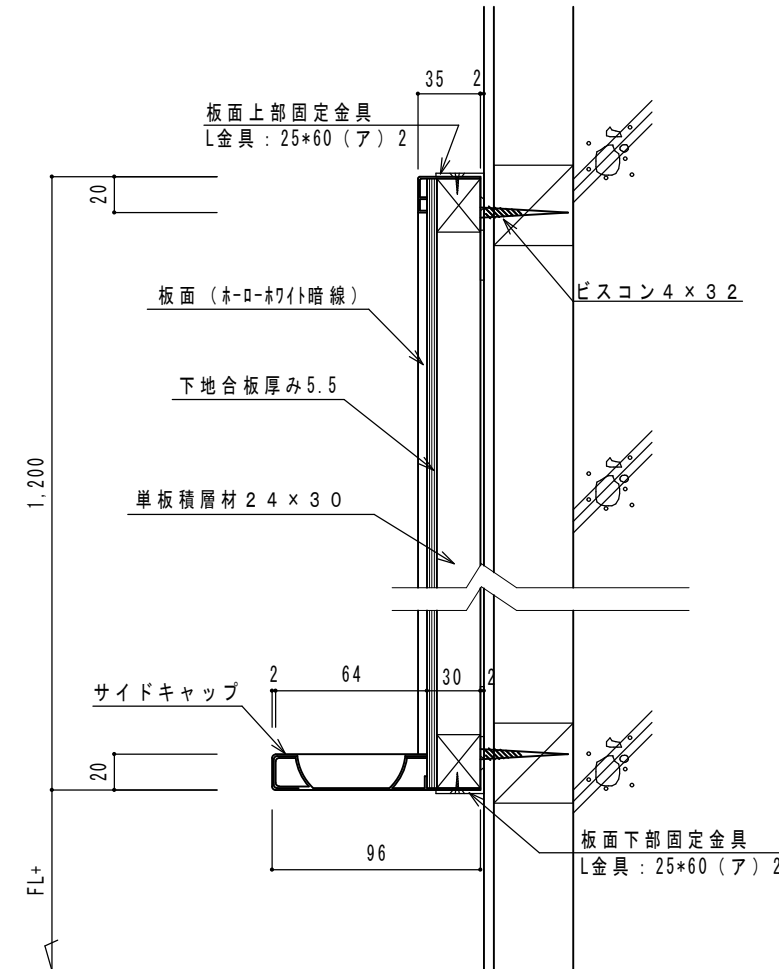 35
2
板面上部固定金具
L金具：25*60（ア）2
20
板面（ﾎｰﾛｰﾎﾜｲﾄ暗線）
ビスコン４×３２
下地合板厚み5.5
1,200
単板積層材２４×３０
2
64
30
2
サイドキャップ
20
板面下部固定金具
L金具：25*60（ア）2
96
FL+